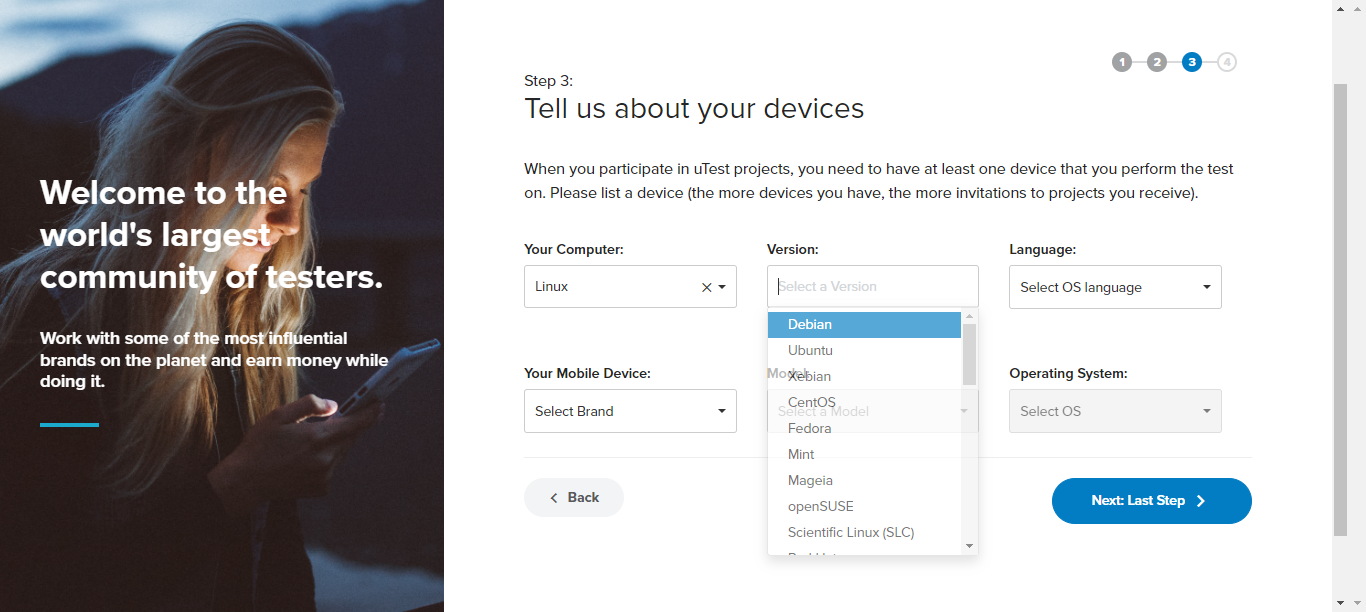 Welcome to the
world's largest
community of testers.
Work with some of the most influential
brands on the planet and earn money while
doing it.
1 2 3 4
Step 3:
Tell us about your devices
When you participate in uTest projects, you need to have at least one device that you perform the test
on. Please list a device (the more devices you have, the more invitations to projects you receive).
Your Computer:
Linux
Version:
Select a Version
Debian
Ubuntu
Xebian
CentOS
Fedora
Mint
Mageia
openSUSE
Scientific Linux (SLC)
Language:
Select OS language
Your Mobile Device:
Select Brand
Model:
Select a Model
Operating System:
Select OS
Back
Next: Last Step